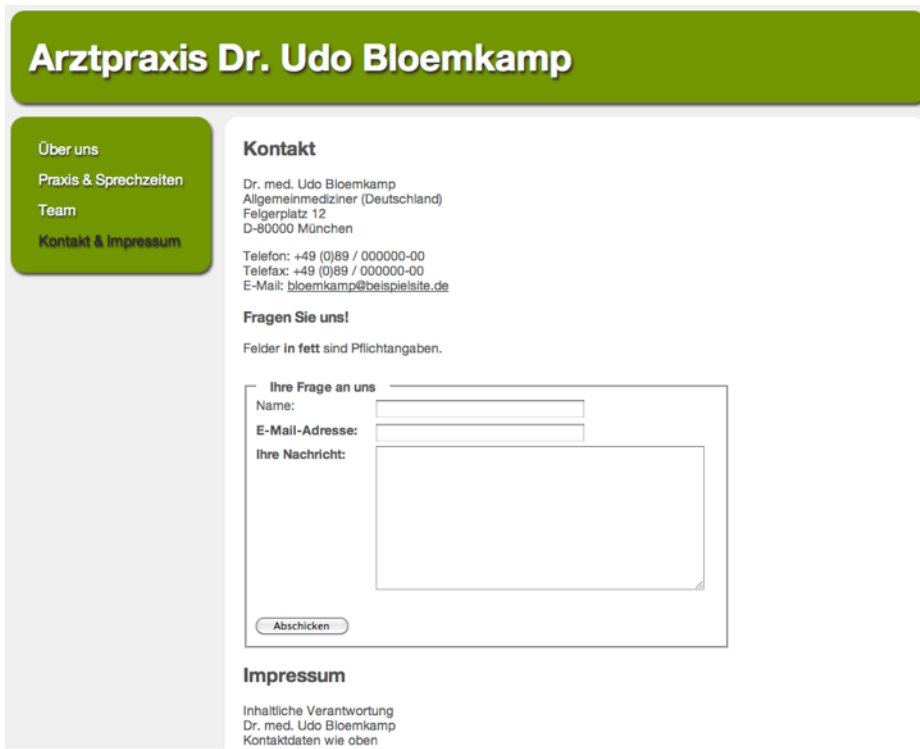 Arztpraxis Dr. Udo Bloemkamp
Über uns
Praxis & Sprechzeiten
Team
Kontakt & Impressum
Kontakt
Dr. med. Udo Bloemkamp
Allgemeinmediziner (Deutschland)
Felgerplatz 12
D-80000 München
Telefon: +49 (0)89 / 000000-00
Telefax: +49 (0)89 / 000000-00
E-Mail: bloemkamp@beispielsite.de
Fragen Sie uns!
Felder in fett sind Pflichtangaben.
Ihre Frage an uns
Name:
E-Mail-Adresse:
Ihre Nachricht:
Abschicken
Impressum
Inhaltliche Verantwortung
Dr. med. Udo Bloemkamp
Kontaktdaten wie oben